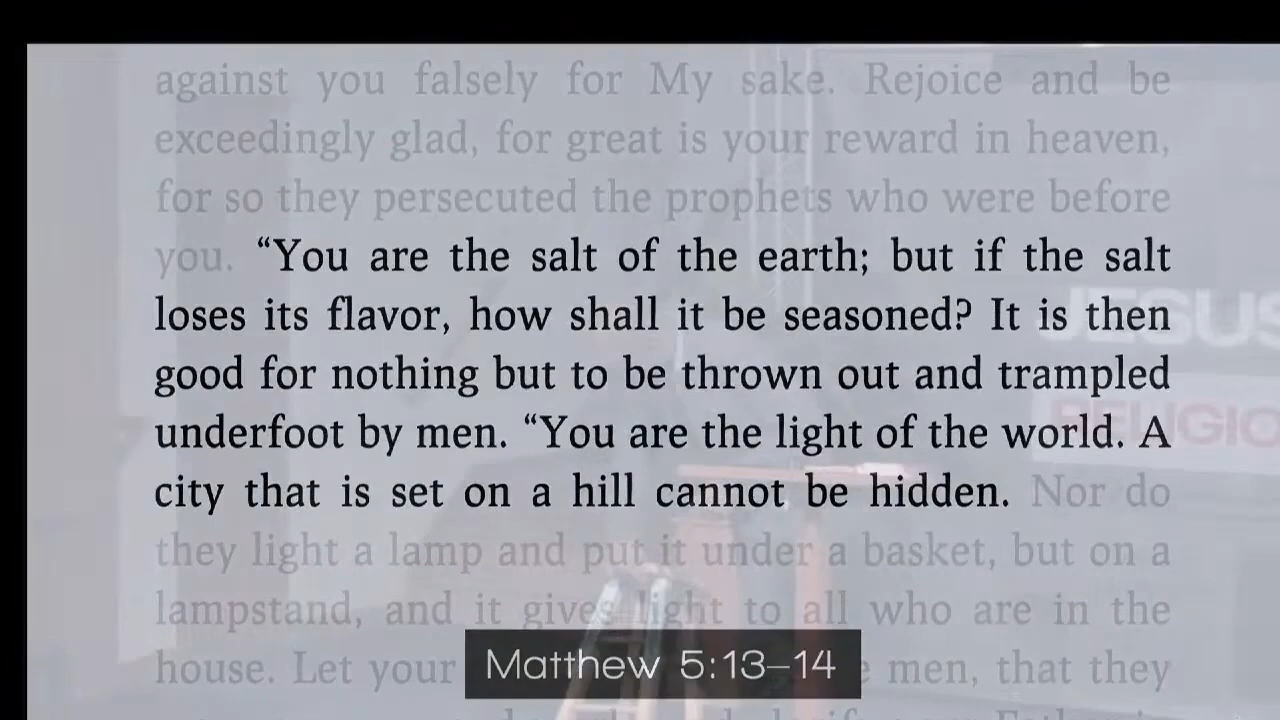 against you falsely for My sake. Rejoice and be
exceedingly glad, for great is your reward in heaven,
for so they persecuted the prophets who were before
you. “You are the salt of the earth; but if the salt
loses its flavor, how shall it be seasoned? It is then
good for nothing but to be thrown out and trampled
underfoot by men. “You are the light of the world. A
city that is set on a hill cannot be hidden. Nor do
they light a lamp and put it under a basket, but on a
lampstand, and it gives light to all who are in the
house. Let your
men, that they
Matthew 5:13–14
JESUS
RELIGIO